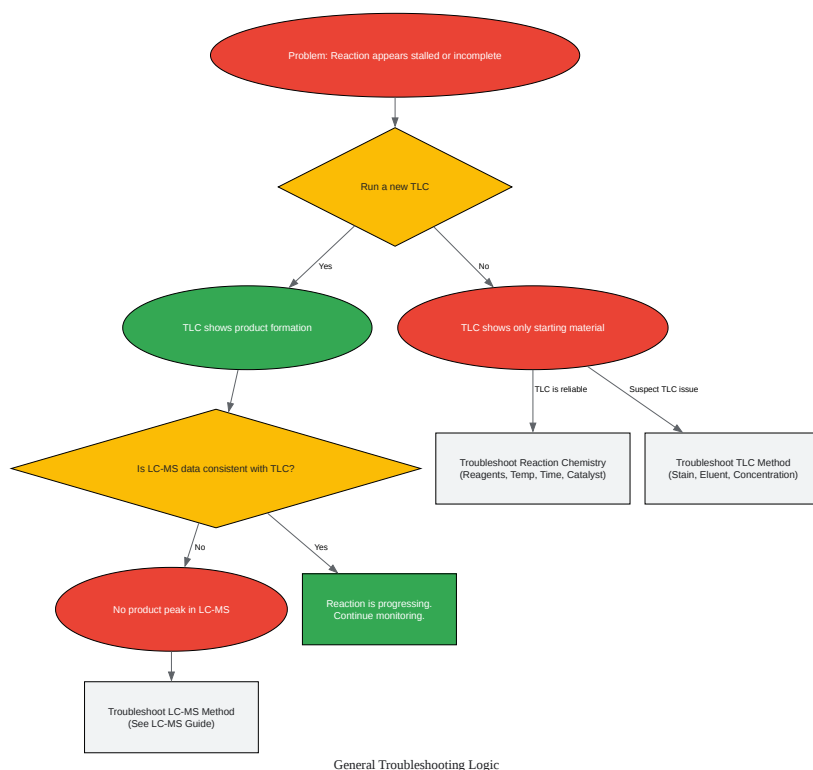 Problem: Reaction appears stalled or incomplete
Run a new TLC
Yes
No
TLC shows product formation
TLC shows only starting material
TLC is reliable
Suspect TLC issue
Troubleshoot Reaction Chemistry
(Reagents, Temp, Time, Catalyst)
Troubleshoot TLC Method
(Stain, Eluent, Concentration)
Is LC-MS data consistent with TLC?
No
Yes
No product peak in LC-MS
Reaction is progressing.
Continue monitoring.
Troubleshoot LC-MS Method
(See LC-MS Guide)
General Troubleshooting Logic